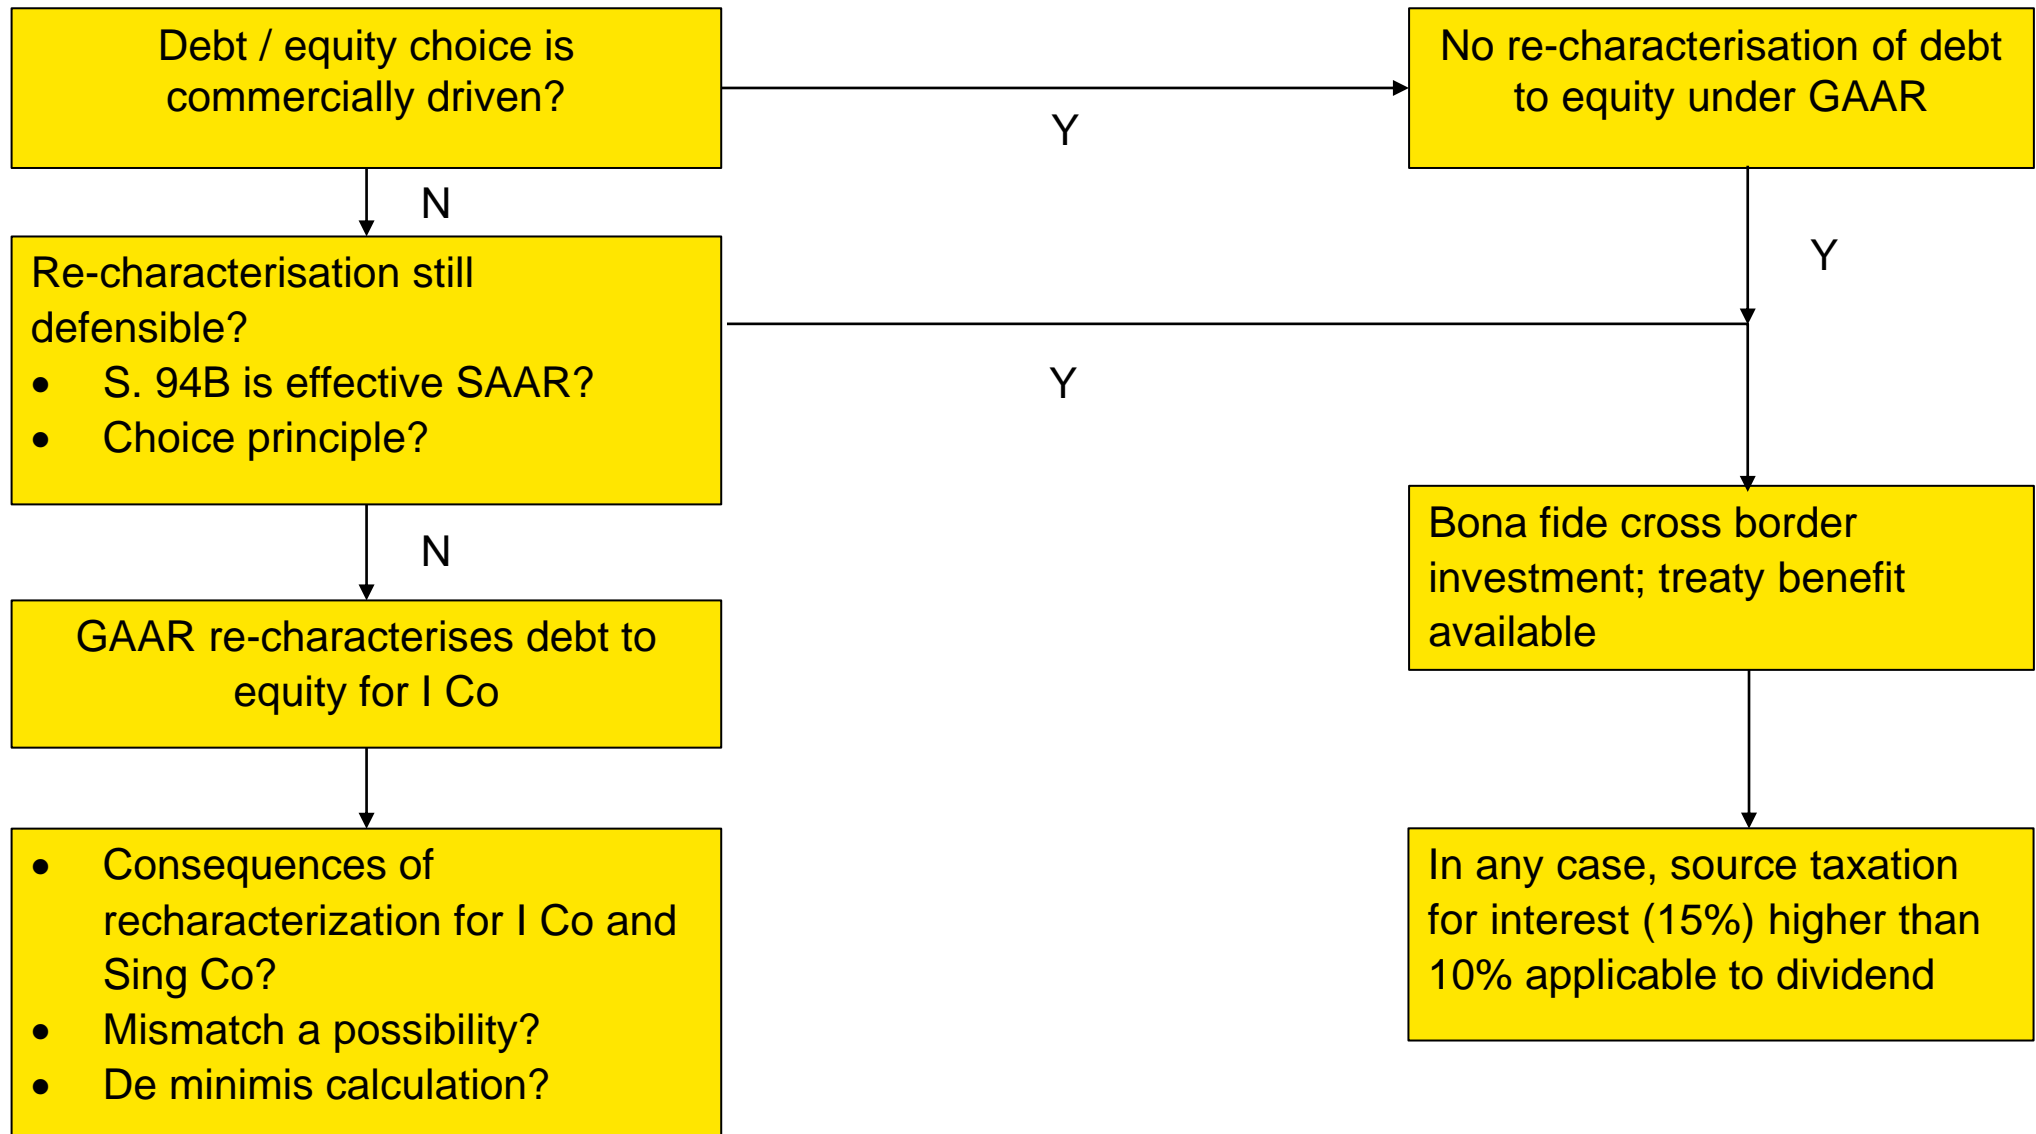 Debt / equity choice is
commercially driven?
Y
No re-characterisation of debt
to equity under GAAR
N
Y
Re-characterisation still
defensible?
• S. 94B is effective SAAR?
• Choice principle?
Y
N
Bona fide cross border
investment; treaty benefit
available
GAAR re-characterises debt to
equity for I Co
• Consequences of
recharacterization for I Co and
Sing Co?
• Mismatch a possibility?
• De minimis calculation?
In any case, source taxation
for interest (15%) higher than
10% applicable to dividend